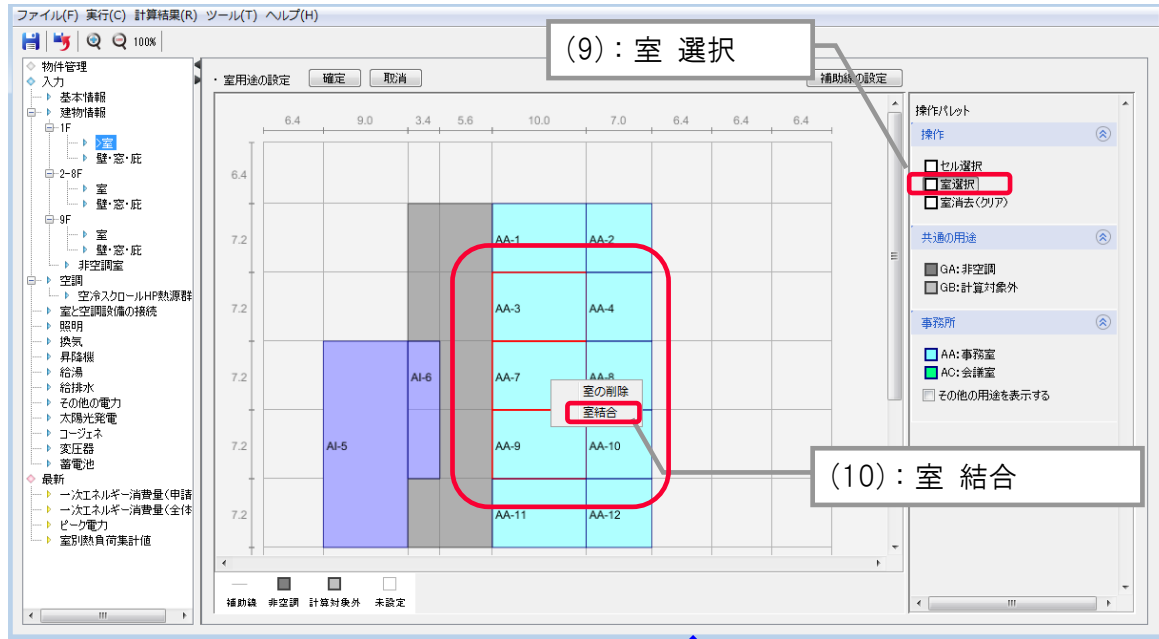 ファイル(F) 実行(C) 計算結果(R) ツール(T) ヘルプ(H)
100%
(9)：室 選択
物件管理
入力
基本情報
建物情報
1F
>室
壁・窓・庇
2-8F
室
壁・窓・庇
9F
室
壁・窓・庇
非空調室
空調
空冷スクロールHP熱源群
室と空調設備の接続
照明
換気
昇降機
給湯
給排水
その他の電力
太陽光発電
コージェネ
変圧器
蓄電池
最新
一次エネルギー消費量(申請
一次エネルギー消費量(全体
ピーク電力
室別熱負荷集計値
・室用途の設定 確定 取消 補助線の設定
6.4 9.0 3.4 5.6 10.0 7.0 6.4 6.4 6.4
6.4
7.2 AA-1 AA-2
7.2 AA-3 AA-4
7.2 AI-6 AA-7 AA-8
室の削除
室結合
7.2 AI-5 AA-9 AA-10
7.2 AA-11 AA-12
補助線 非空調 計算対象外 未設定
操作パレット
操作
セル選択
室選択
室消去(クリア)
共通の用途
GA:非空調
GB:計算対象外
事務所
AA:事務室
AC:会議室
その他の用途を表示する
(10)：室 結合